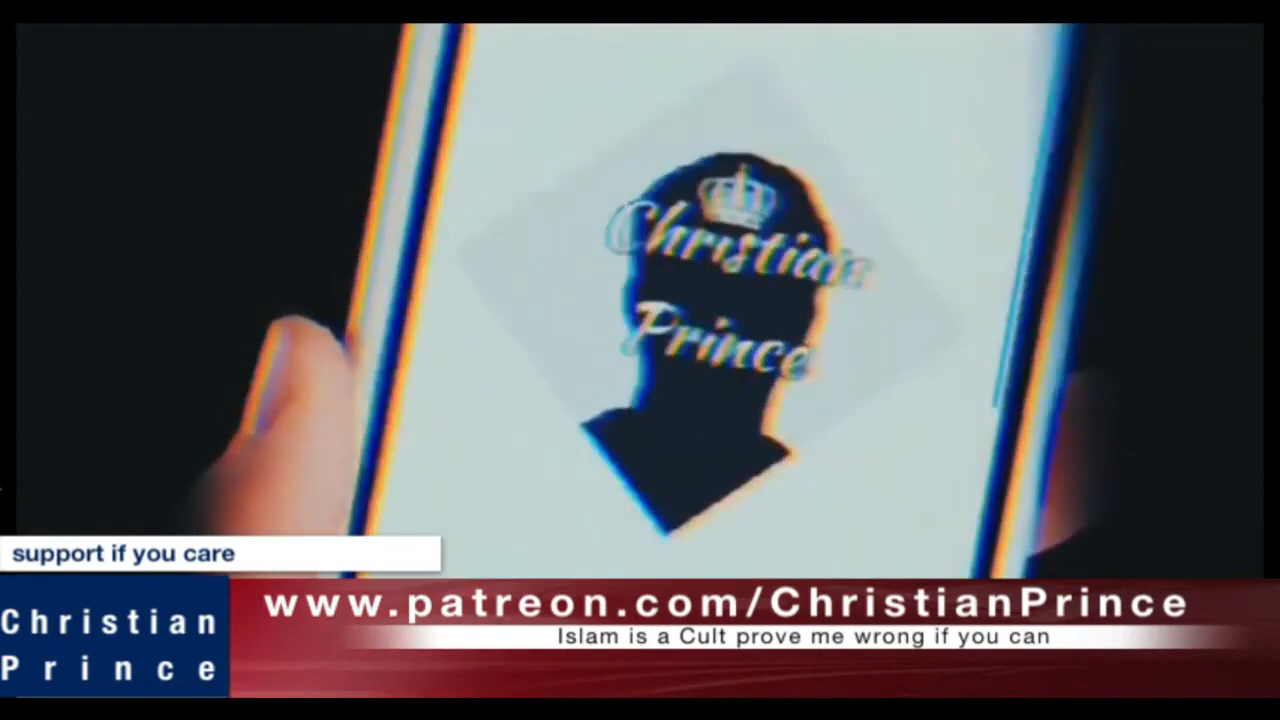 Christian
Prince
support if you care
Christian
Prince
www.patreon.com/ChristianPrince
Islam is a Cult prove me wrong if you can